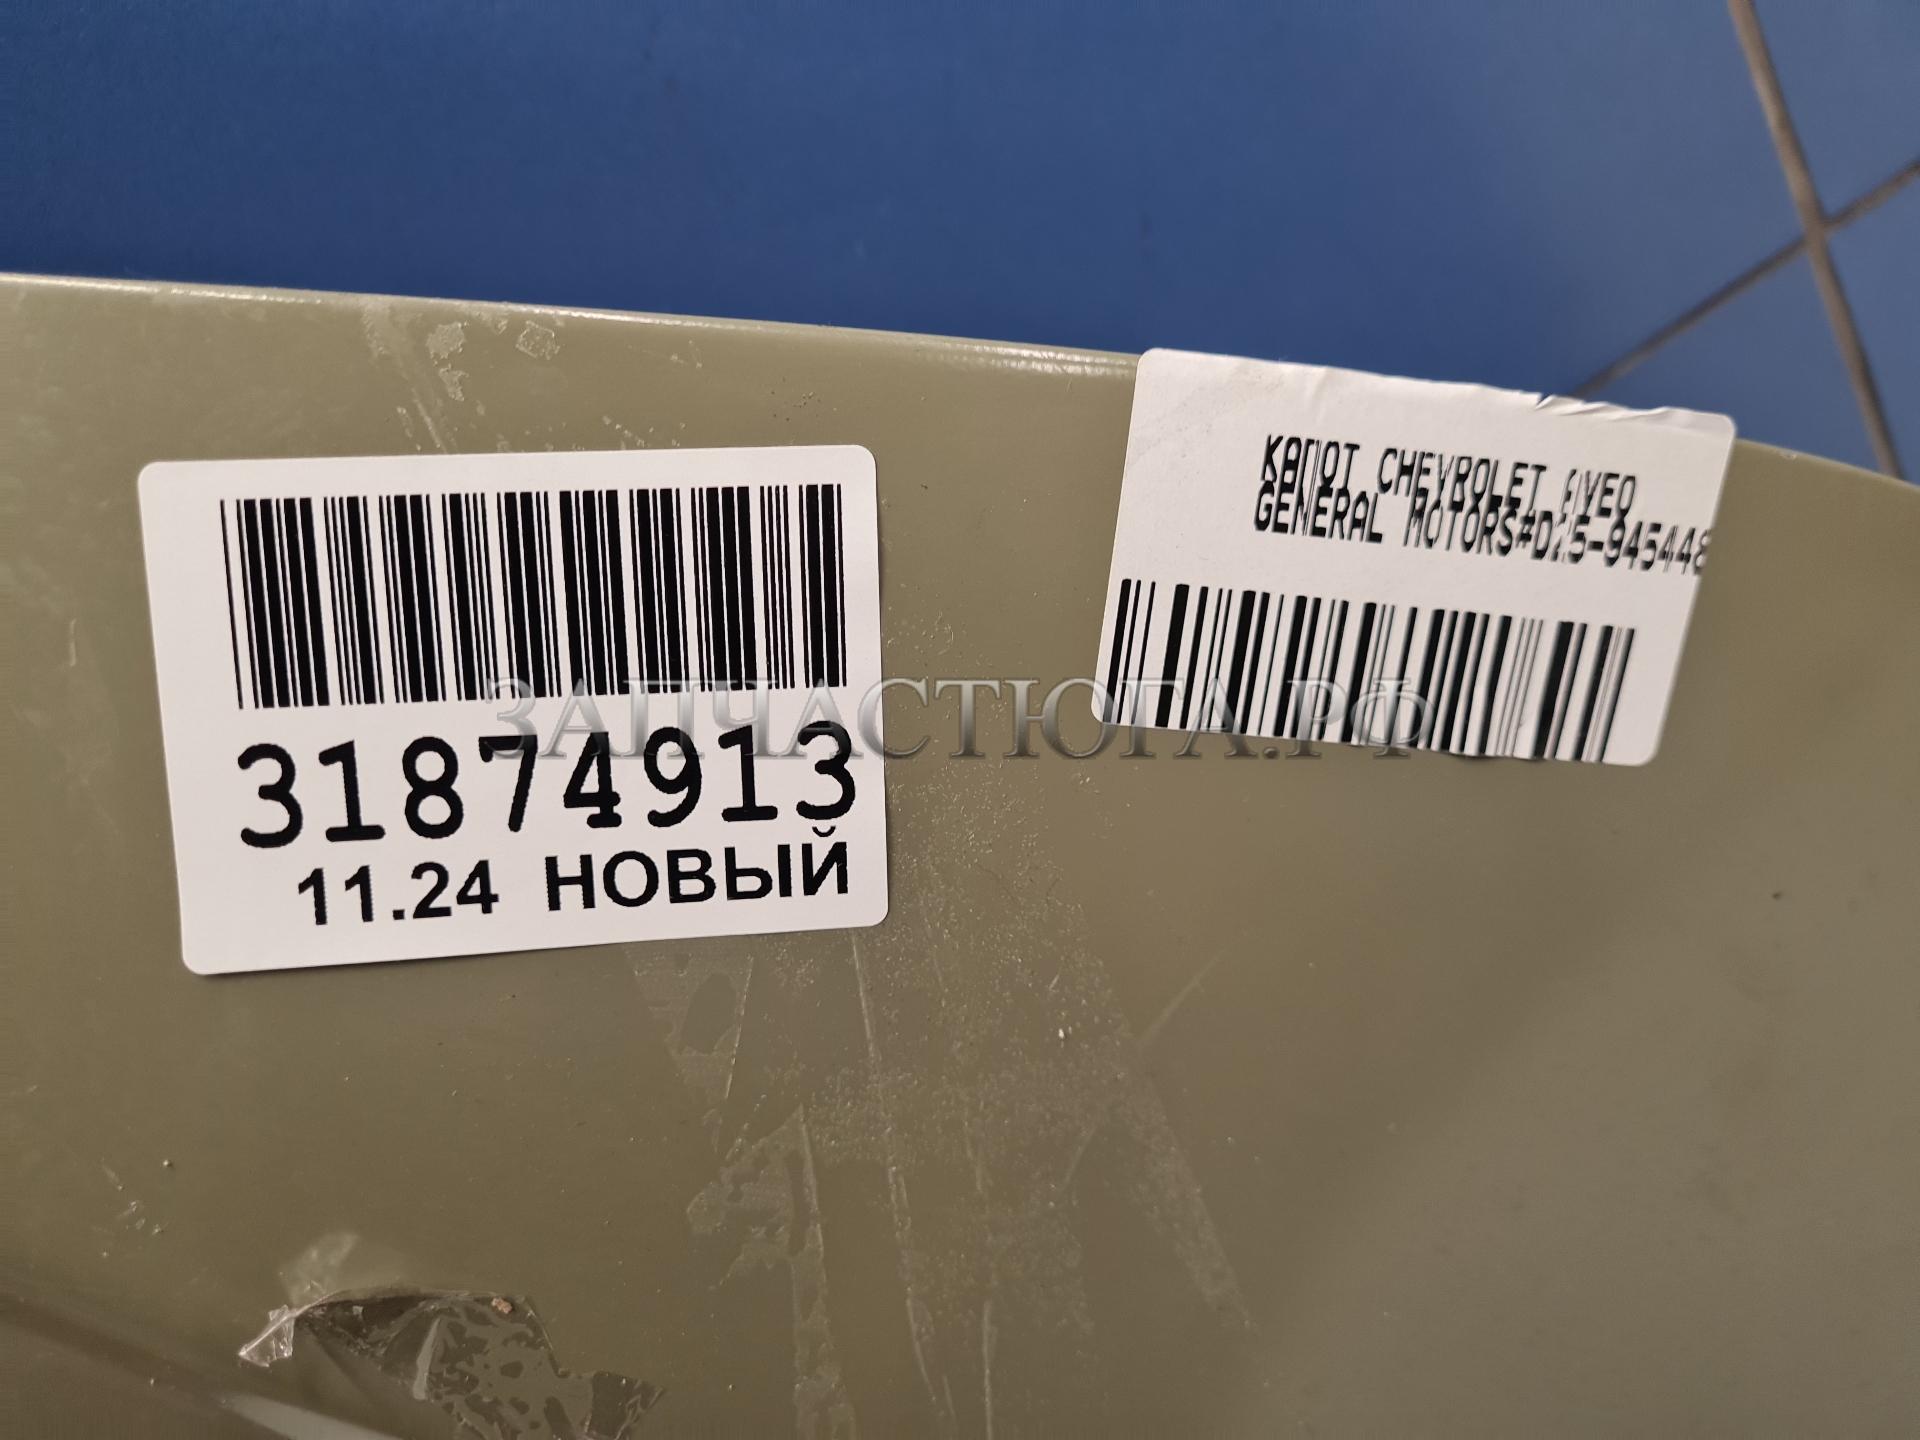 КАПОТ CHEVROLET AVEO
GENERAL MOTORS#D25-945448
ЗАПЧАСТЮГА.РФ
31874913
11.24 НОВЫЙ